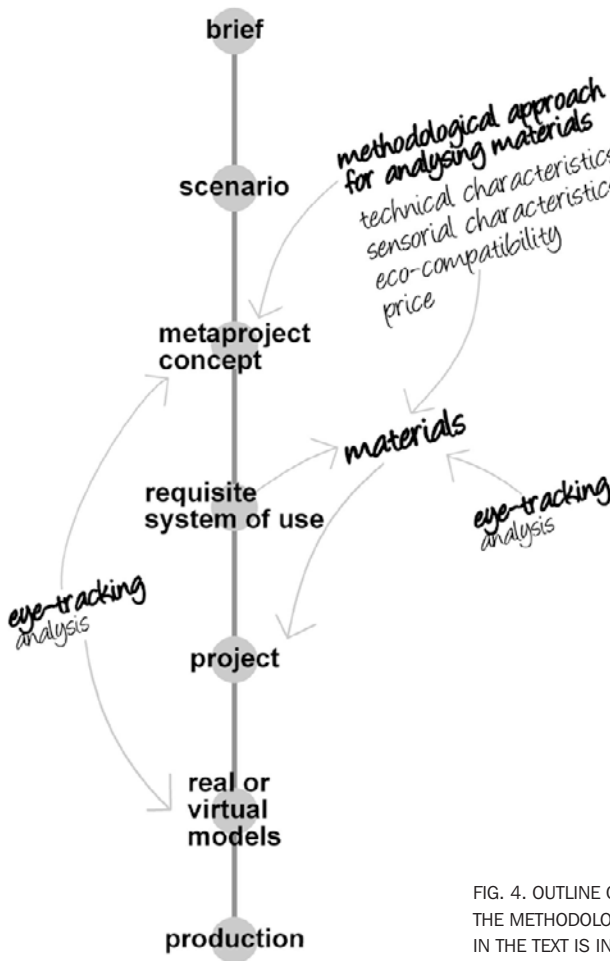 brief
scenario
methodological approach
for analysing materials
technical characteristics
sensorial characteristics
eco-compatibility
price
metaproject
concept
materials
requisite
system of use
eye-tracking
analysis
eye-tracking
analysis
project
real or
virtual
models
production
FIG. 4. OUTLINE
THE
IN THE TEXT IS